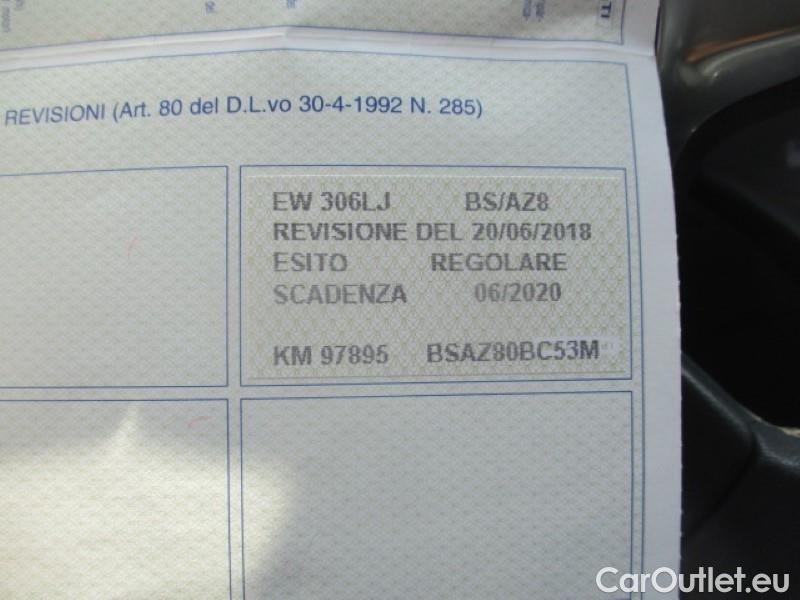 TI
REVISIONI (Art. 80 del D.L.vo 30-4-1992 N. 285)
EW 306LJ BS/AZ8
REVISIONE DEL 20/06/2018
ESITO REGOLARE
SCADENZA 06/2020
KM 97895 BSAZ80BC53M
CarOutlet.eu